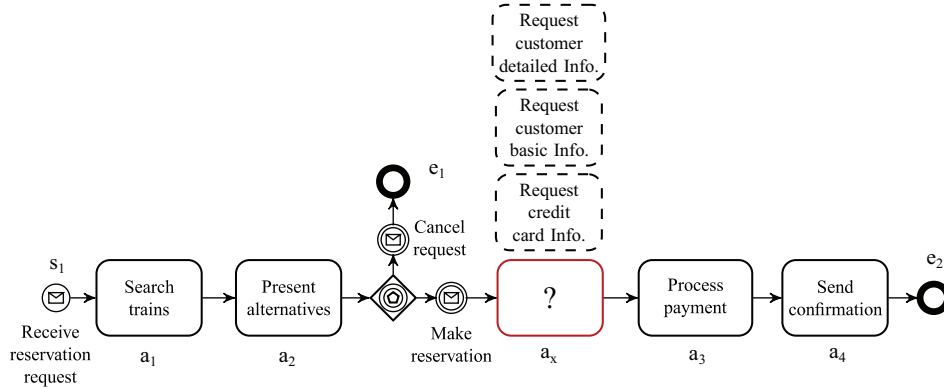 Request
customer
detailed Info.
Request
customer
basic Info.
Request
credit
card Info.
e1
Cancel
request
s1
Receive
reservation
request
Search
trains
a1
Present
alternatives
a2
Make
reservation
?
ax
Process
payment
a3
Send
confirmation
a4
e2